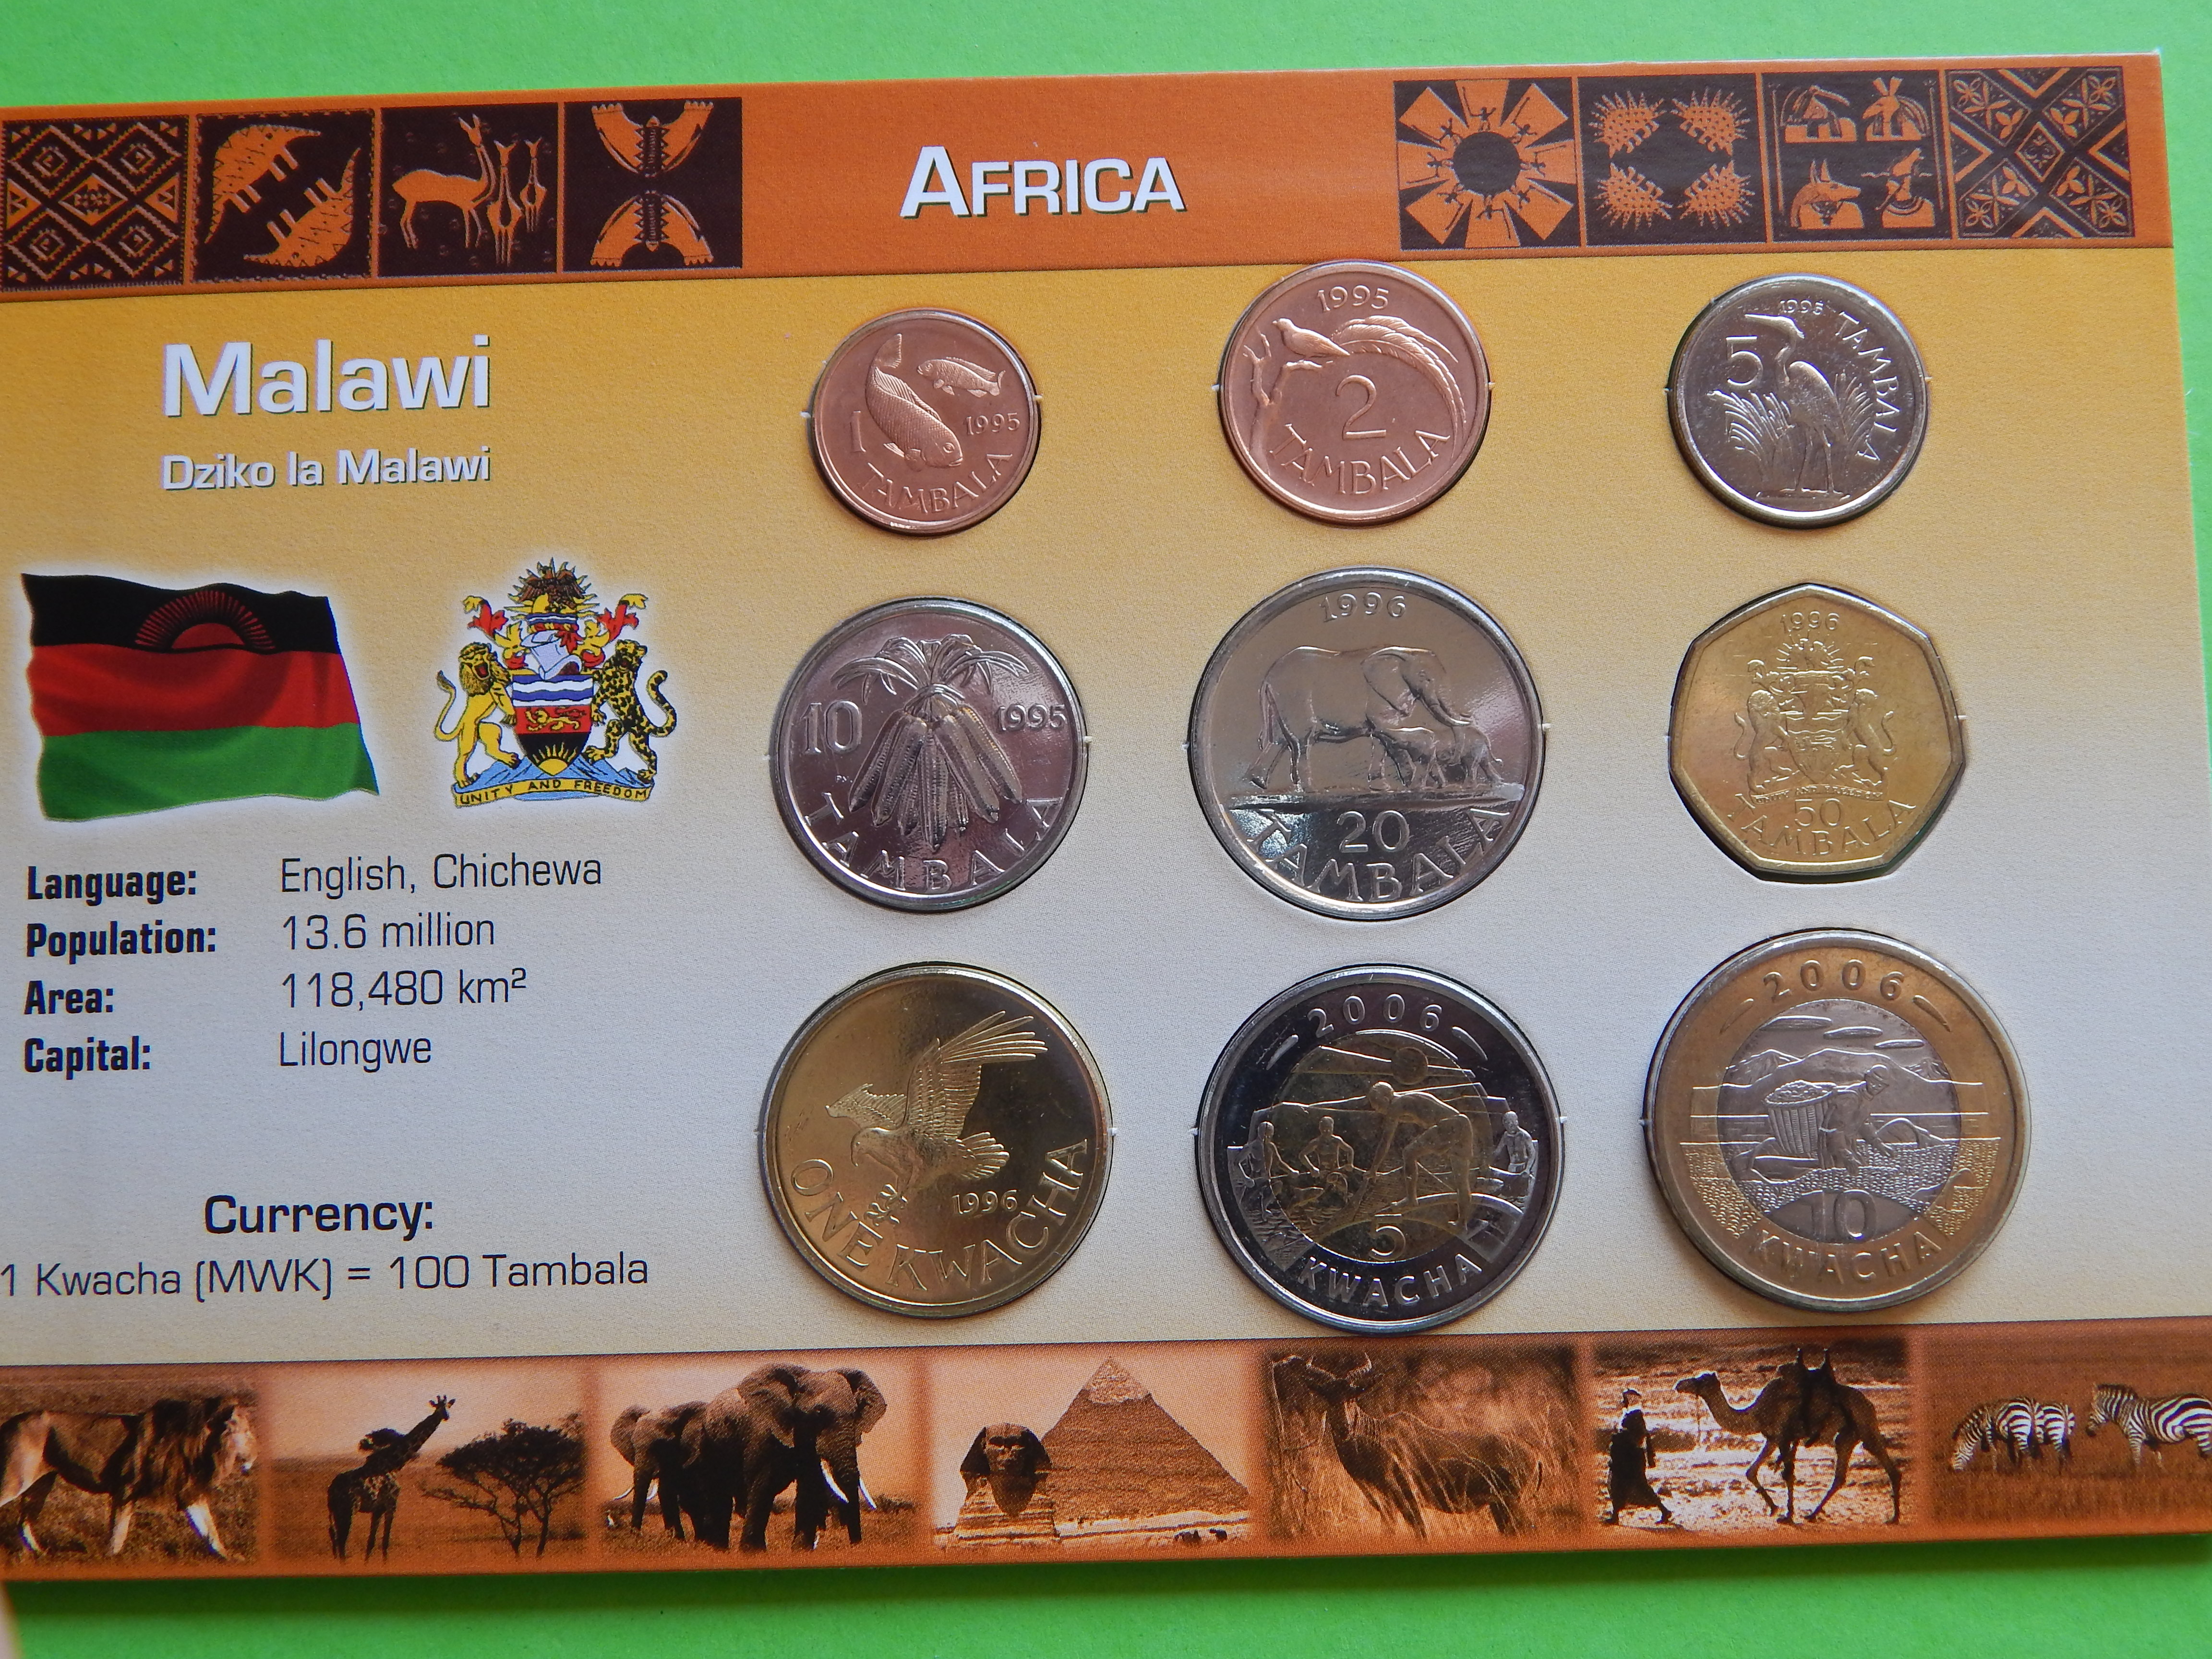 AFRICA
Malawi
Dziko la Malawi
UNITY AND FREEDOM
Language: English, Chichewa
Population: 13.6 million
Area: 118,480 km²
Capital: Lilongwe
Currency:
1 Kwacha (MWK) = 100 Tambala
1 1995
TAMBALA
1995
2
TAMBALA
1995
5 TAMBALA
10 1995
TAMBALA
1996
20
TAMBALA
1996
50
TAMBALA
1996
ONE KWACHA
2006
5
KWACHA
2006
10
KWACHA